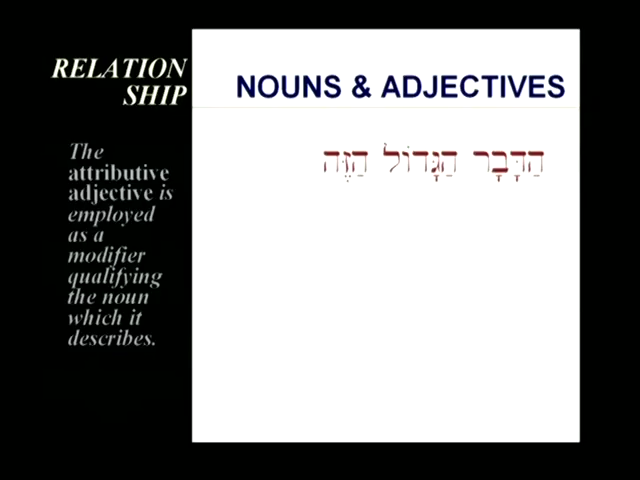 RELATION
SHIP
The
attributive
adjective is
employed
as a
modifier
qualifying
the noun
which it
describes.
NOUNS & ADJECTIVES
הַדָּבָר הַגָּדוֹל הַזֶּה